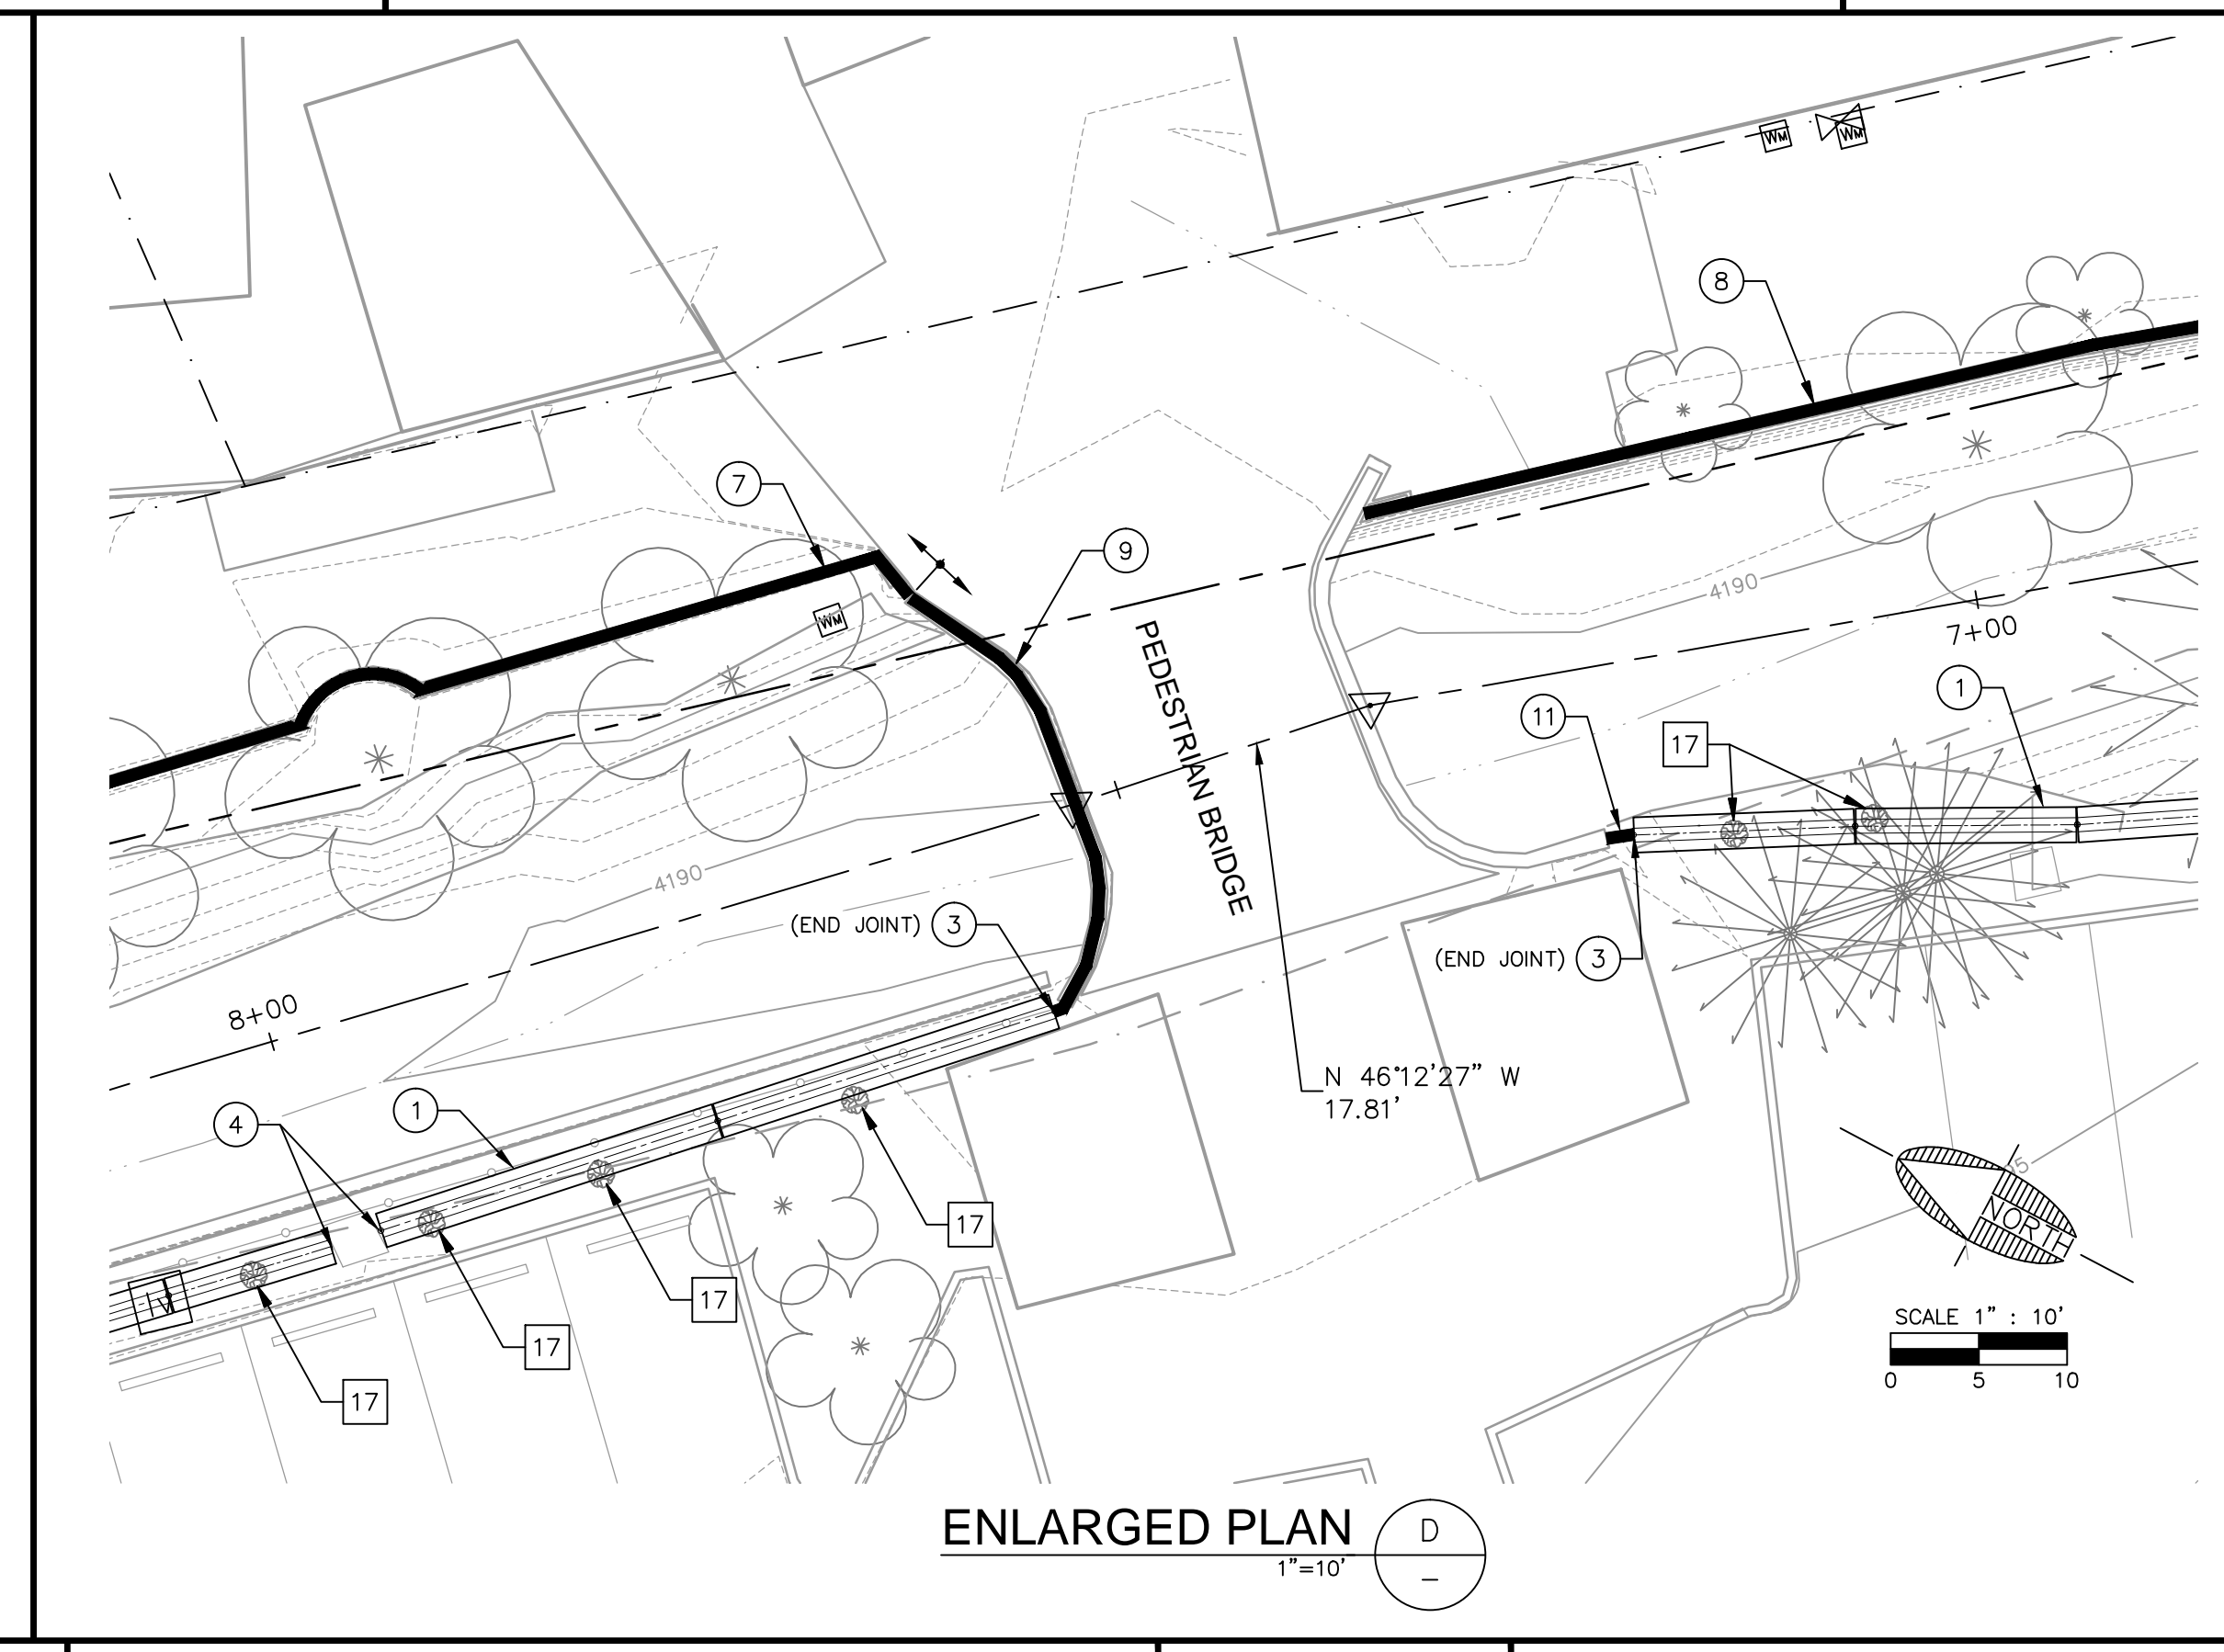 WM
WM
8
7
9
WM
4190
7+00
PEDESTRIAN BRIDGE
1
11
17
4190
(END JOINT) 3
(END JOINT) 3
8+00
N 46°12'27" W
17.81'
1
4
17
NORTH
17
17
17
SCALE 1" : 10'
0 5 10
ENLARGED PLAN
1"=10'
D
–